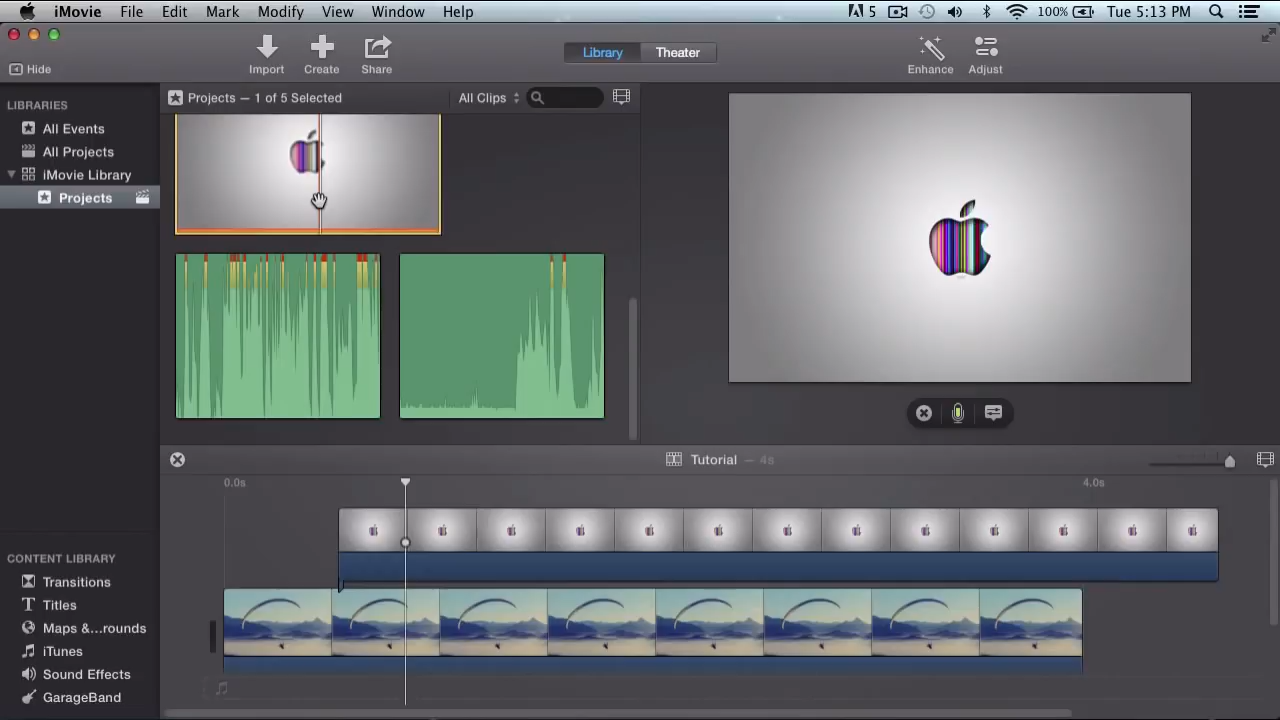 iMovie File Edit Mark Modify View Window Help 5 100% Tue 5:13 PM
Hide Import Create Share Library Theater Enhance Adjust
LIBRARIES
All Events
All Projects
iMovie Library
Projects
Projects — 1 of 5 Selected All Clips
Tutorial — 4s
0.0s 4.0s
CONTENT LIBRARY
Transitions
Titles
Maps &...rounds
iTunes
Sound Effects
GarageBand